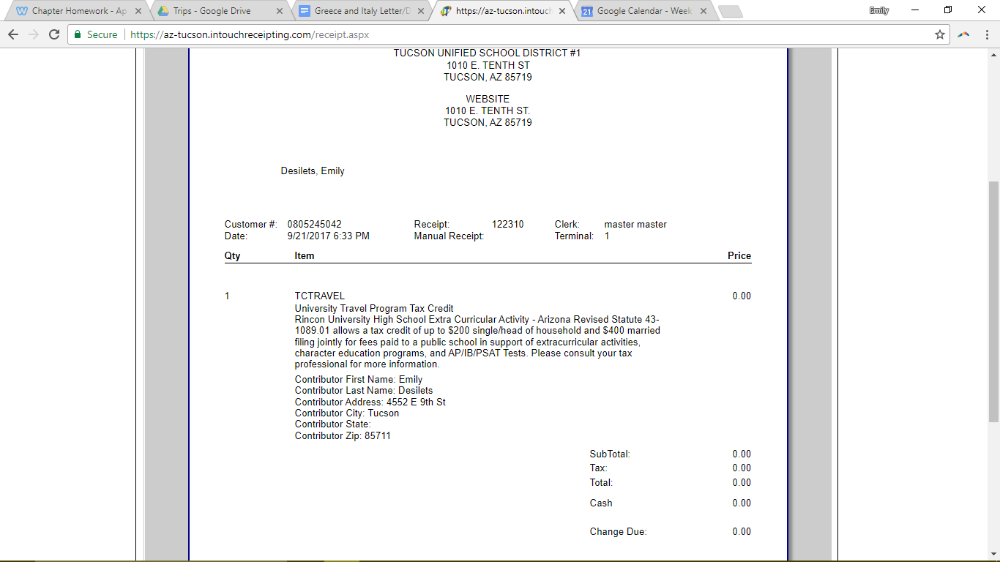 Chapter Homework - Ap
Trips - Google Drive
Greece and Italy Letter/D
https://az-tucson.intouch
21 Google Calendar - Week
Emily
Secure https://az-tucson.intouchreceipting.com/receipt.aspx
TUCSON UNIFIED SCHOOL DISTRICT #1
1010 E. TENTH ST
TUCSON, AZ 85719
WEBSITE
1010 E. TENTH ST.
TUCSON, AZ 85719
Desilets, Emily
Customer #: 0805245042 Receipt: 122310 Clerk: master master
Date: 9/21/2017 6:33 PM Manual Receipt: Terminal: 1
Qty Item Price
1 TCTRAVEL 0.00
University Travel Program Tax Credit
Rincon University High School Extra Curricular Activity - Arizona Revised Statute 43-
1089.01 allows a tax credit of up to $200 single/head of household and $400 married
filing jointly for fees paid to a public school in support of extracurricular activities,
character education programs, and AP/IB/PSAT Tests. Please consult your tax
professional for more information.
Contributor First Name: Emily
Contributor Last Name: Desilets
Contributor Address: 4552 E 9th St
Contributor City: Tucson
Contributor State:
Contributor Zip: 85711
SubTotal: 0.00
Tax: 0.00
Total: 0.00
Cash 0.00
Change Due: 0.00